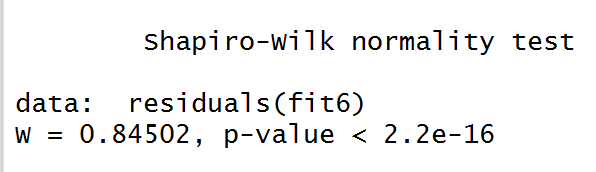 Shapiro-Wilk normality test
data:  residuals(fit6)
W = 0.84502, p-value < 2.2e-16